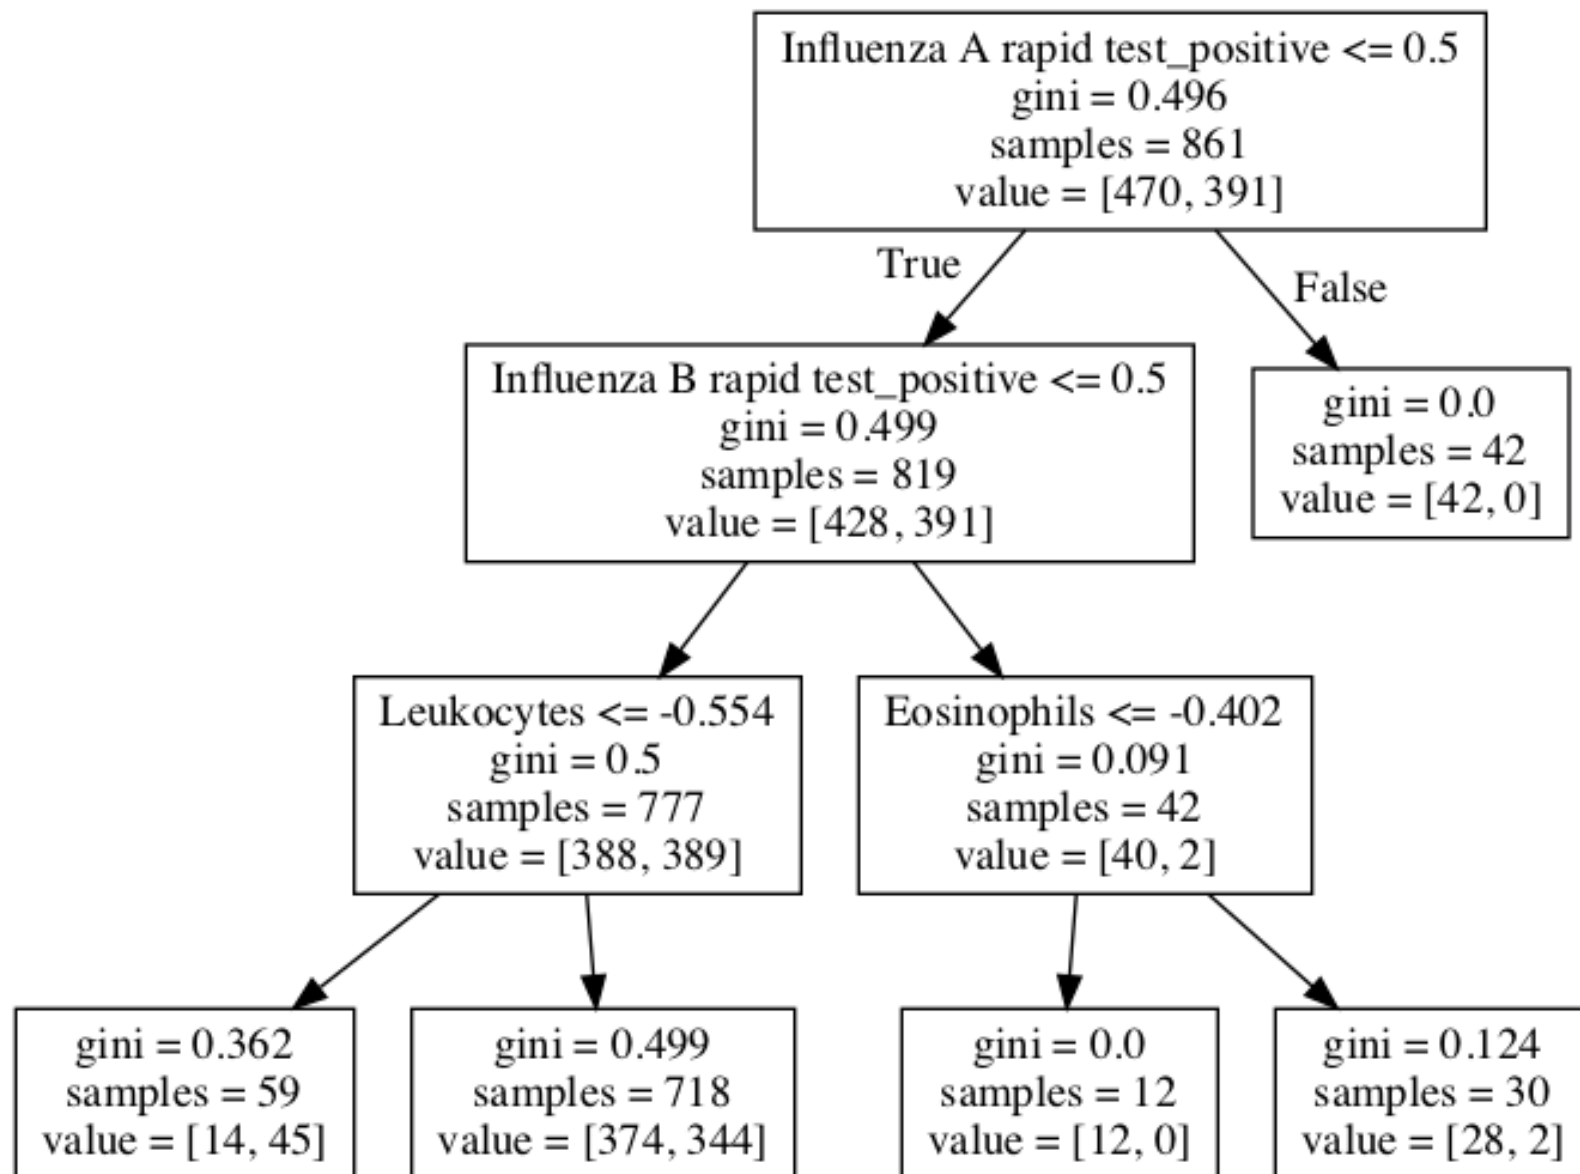 Influenza A rapid test_positive <= 0.5
gini = 0.496
samples = 861
value = [470, 391]
True
False
Influenza B rapid test_positive <= 0.5
gini = 0.499
samples = 819
value = [428, 391]
gini = 0.0
samples = 42
value = [42, 0]
Leukocytes <= -0.554
gini = 0.5
samples = 777
value = [388, 389]
Eosinophils <= -0.402
gini = 0.091
samples = 42
value = [40, 2]
gini = 0.362
samples = 59
value = [14, 45]
gini = 0.499
samples = 718
value = [374, 344]
gini = 0.0
samples = 12
value = [12, 0]
gini = 0.124
samples = 30
value = [28, 2]